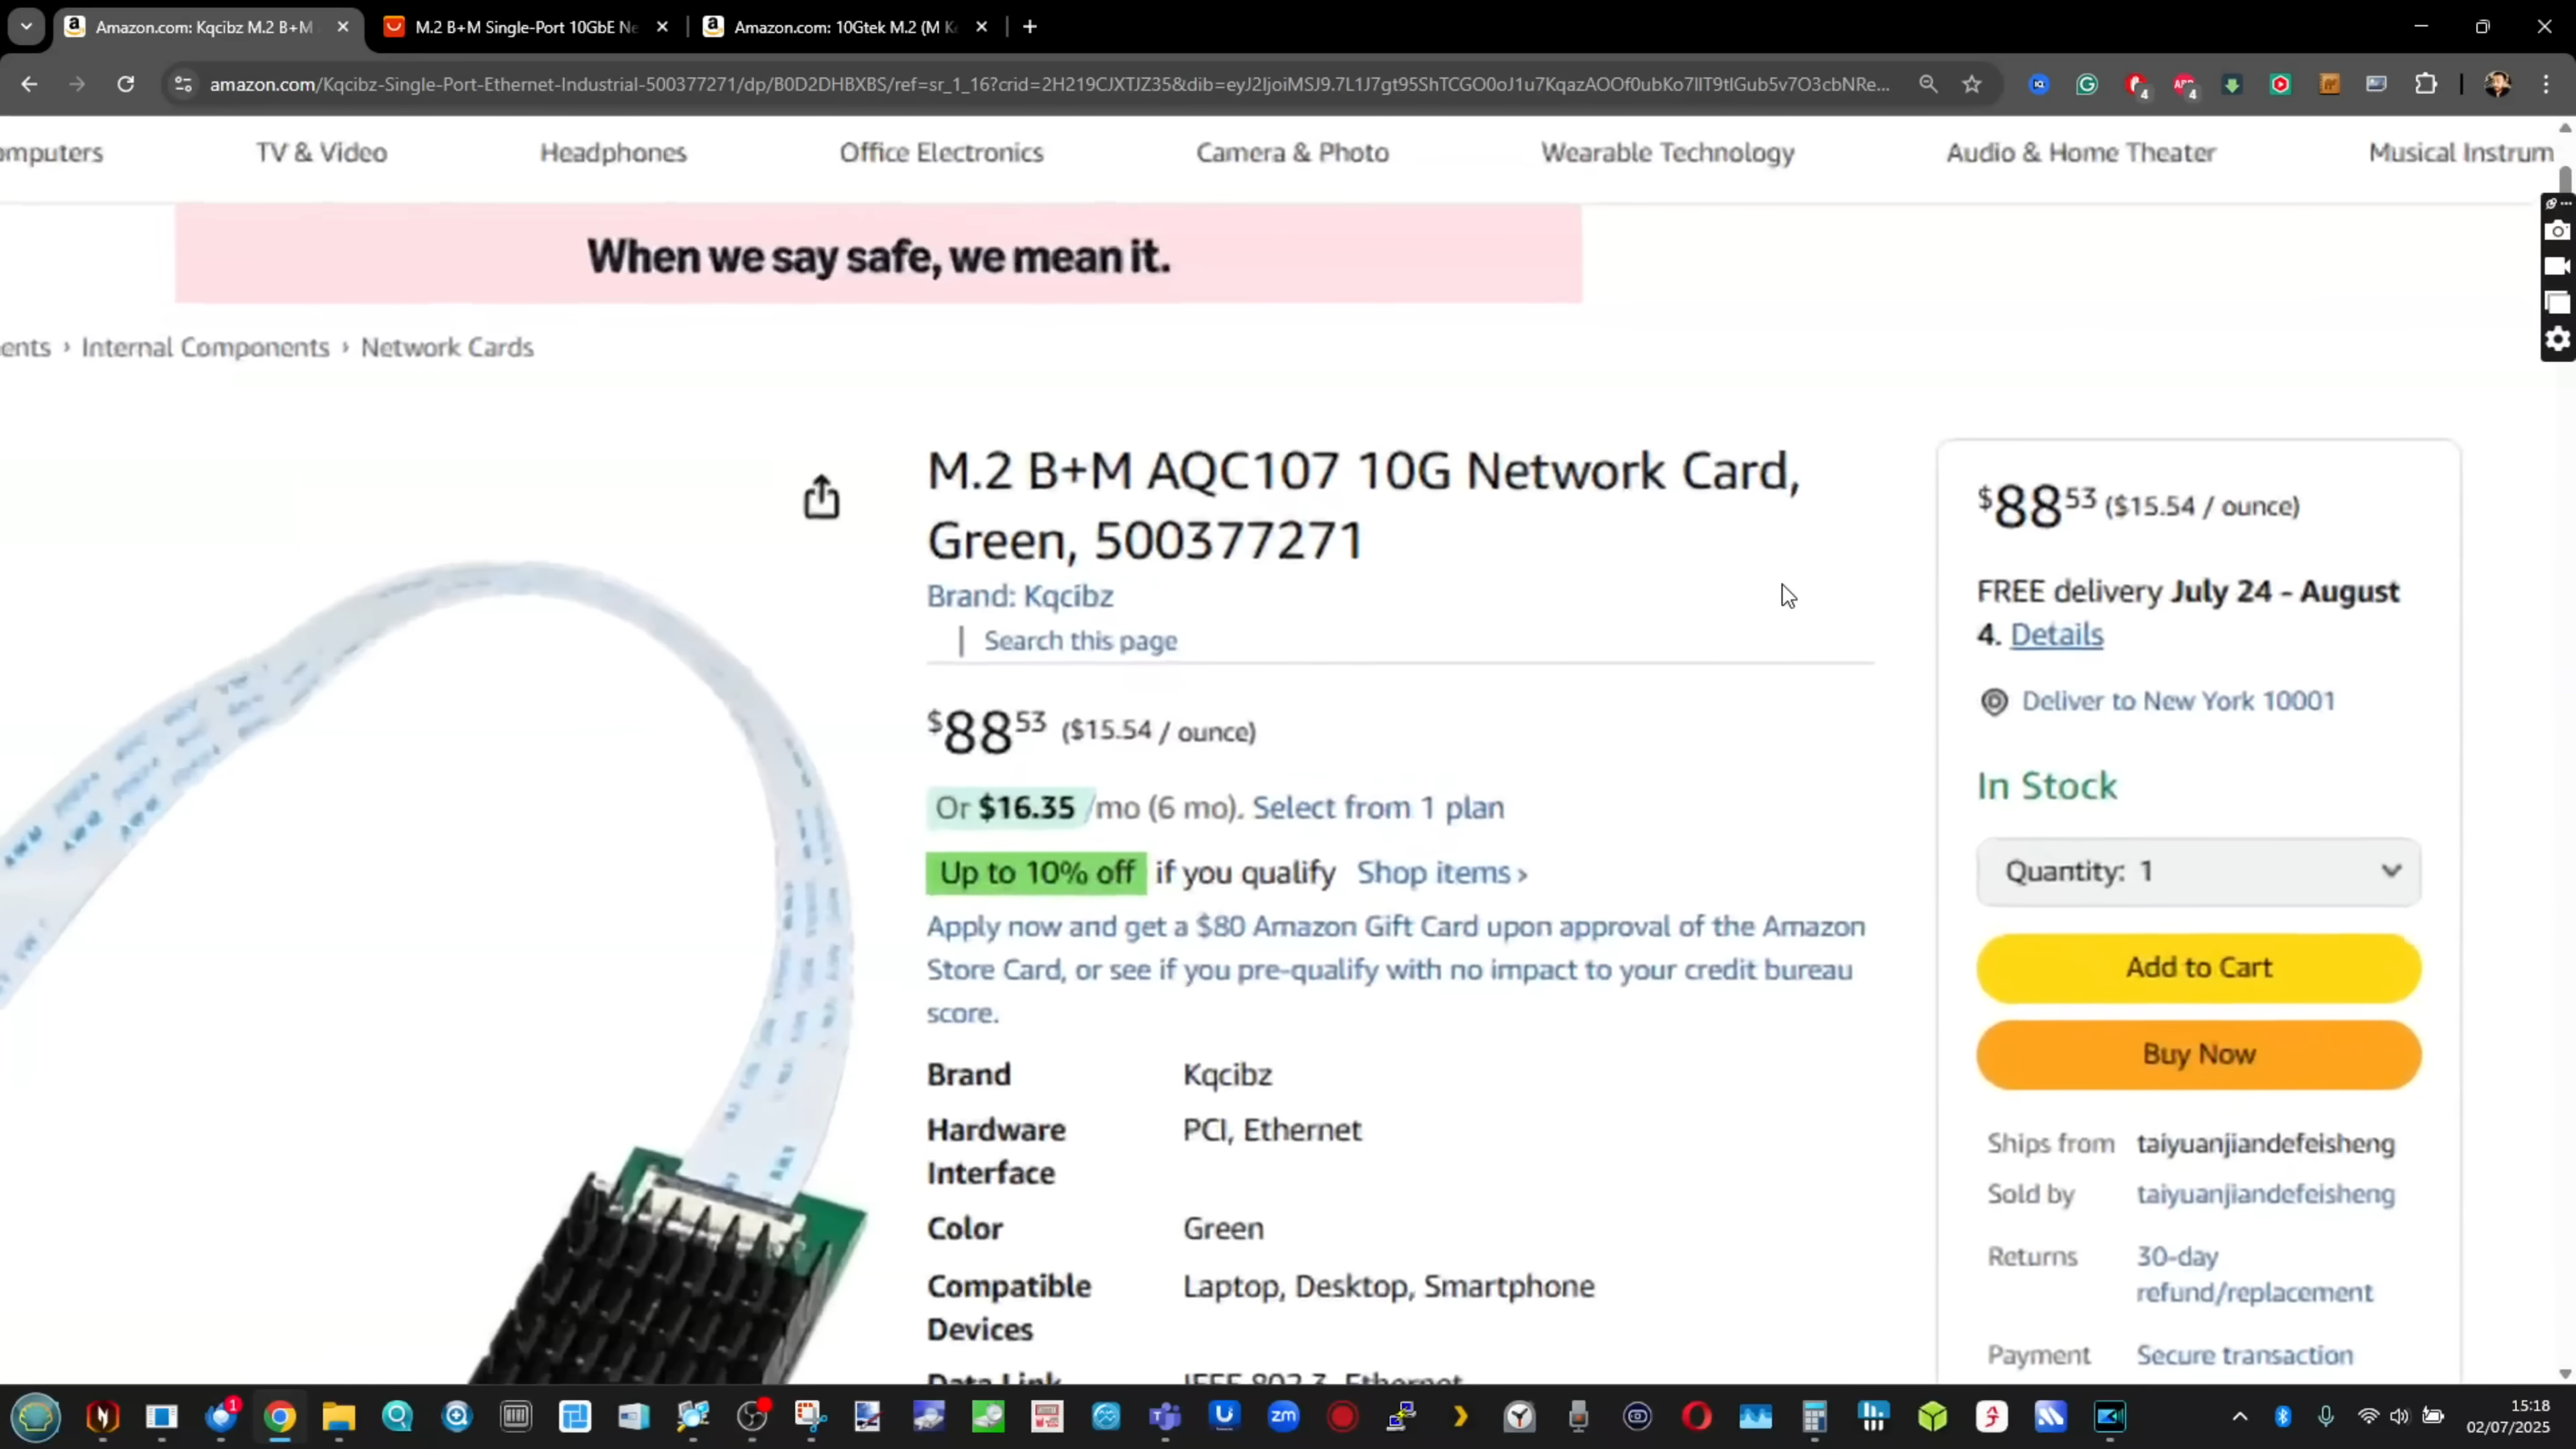 Amazon.com: Kqcibz M.2 B+M
M.2 B+M Single-Port 10GbE Ne
Amazon.com: 10Gtek M.2 (M K
amazon.com/Kqcibz-Single-Port-Ethernet-Industrial-500377271/dp/B0D2DHBXBS/ref=sr_1_16?crid=2H219CJXTJZ35&dib=
omputers
TV & Video
Headphones
Office Electronics
Camera & Photo
Wearable Technology
Audio & Home Theater
Musical Instrum
When we say safe, we mean it.
ents › Internal Components › Network Cards
M.2 B+M AQC107 10G Network Card,
Green, 500377271
Brand: Kqcibz
| Search this page
$88 53 ($15.54 / ounce)
Or $16.35 /mo (6 mo). Select from 1 plan
Up to 10% off if you qualify Shop items ›
Apply now and get a $80 Amazon Gift Card upon approval of the Amazon
Store Card, or see if you pre-qualify with no impact to your credit bureau
score.
Brand Kqcibz
Hardware PCI, Ethernet
Interface
Color Green
Compatible Laptop, Desktop, Smartphone
Devices
Data Link IEEE 802.3, Ethernet
$88 53 ($15.54 / ounce)
FREE delivery July 24 - August
4. Details
Deliver to New York 10001
In Stock
Quantity: 1
Add to Cart
Buy Now
Ships from taiyuanjiandefeisheng
Sold by taiyuanjiandefeisheng
Returns 30-day
refund/replacement
Payment Secure transaction
15:18
02/07/2025